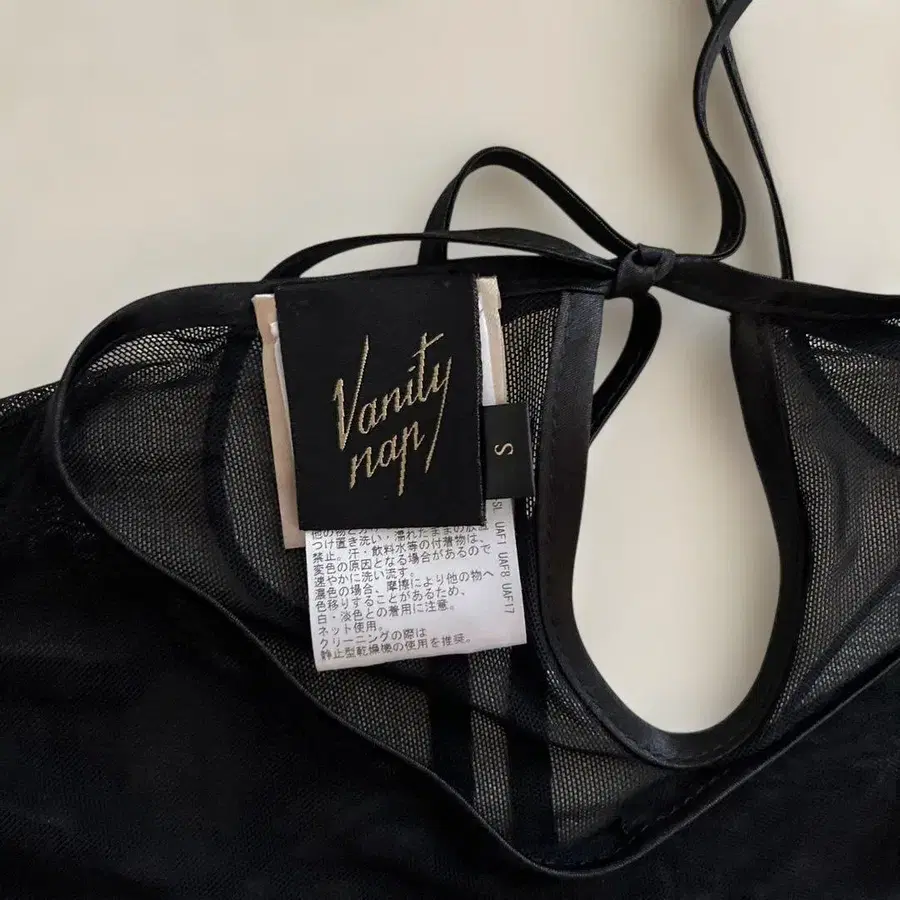 Vanity
nap
S
つけ置き洗い・濡れたままの放
禁止。汗・飲料水等の付着物は、
変色の原因となる場合があるので
速やかに洗い流す。
濃色の場合、摩擦により他の物へ
色移りすることがあるため、
白・淡色との着用に注意。
ネット使用。
クリーニングの際は
静止型乾燥機の使用を推奨。
UAF1 UAF8 UAF17